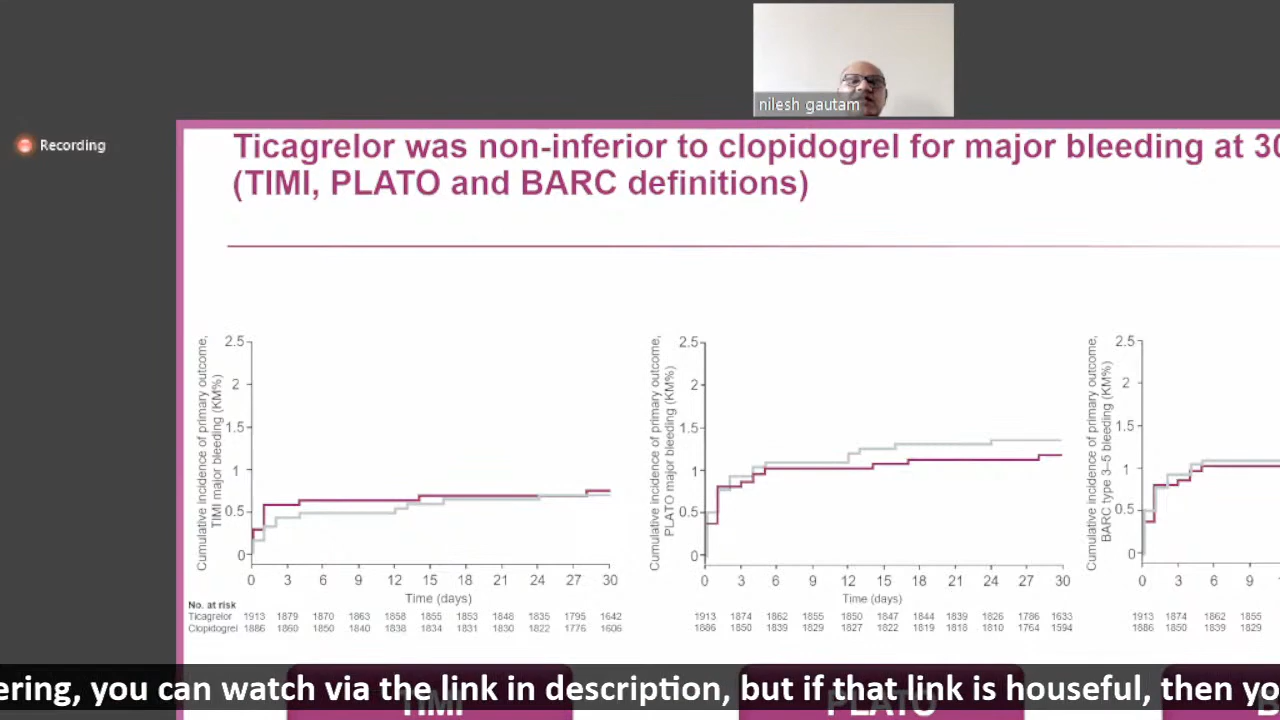 nilesh gautam
Recording
Ticagrelor was non-inferior to clopidogrel for major bleeding at 30
(TIMI, PLATO and BARC definitions)
Cumulative incidence of primary outcome,
TIMI major bleeding (KM%)
2.5
2
1.5
1
0.5
0
0 3 6 9 12 15 18 21 24 27 30
Time (days)
No. at risk
Ticagrelor 1913 1879 1870 1863 1858 1855 1853 1848 1835 1795 1642
Clopidogrel 1886 1860 1850 1840 1838 1834 1831 1830 1822 1776 1606
Cumulative incidence of primary outcome,
PLATO major bleeding (KM%)
2.5
2
1.5
1
0.5
0
0 3 6 9 12 15 18 21 24 27 30
Time (days)
1913 1874 1862 1855 1850 1847 1844 1839 1826 1786 1633
1886 1850 1839 1829 1827 1822 1819 1818 1810 1764 1594
Cumulative incidence of primary outcome,
BARC type 3–5 bleeding (KM%)
2.5
2
1.5
1
0.5
0
0 3 6 9
1913 1874 1862 1855
1886 1850 1839 1829
TIMI
PLATO
B
ering, you can watch via the link in description, but if that link is houseful, then yo